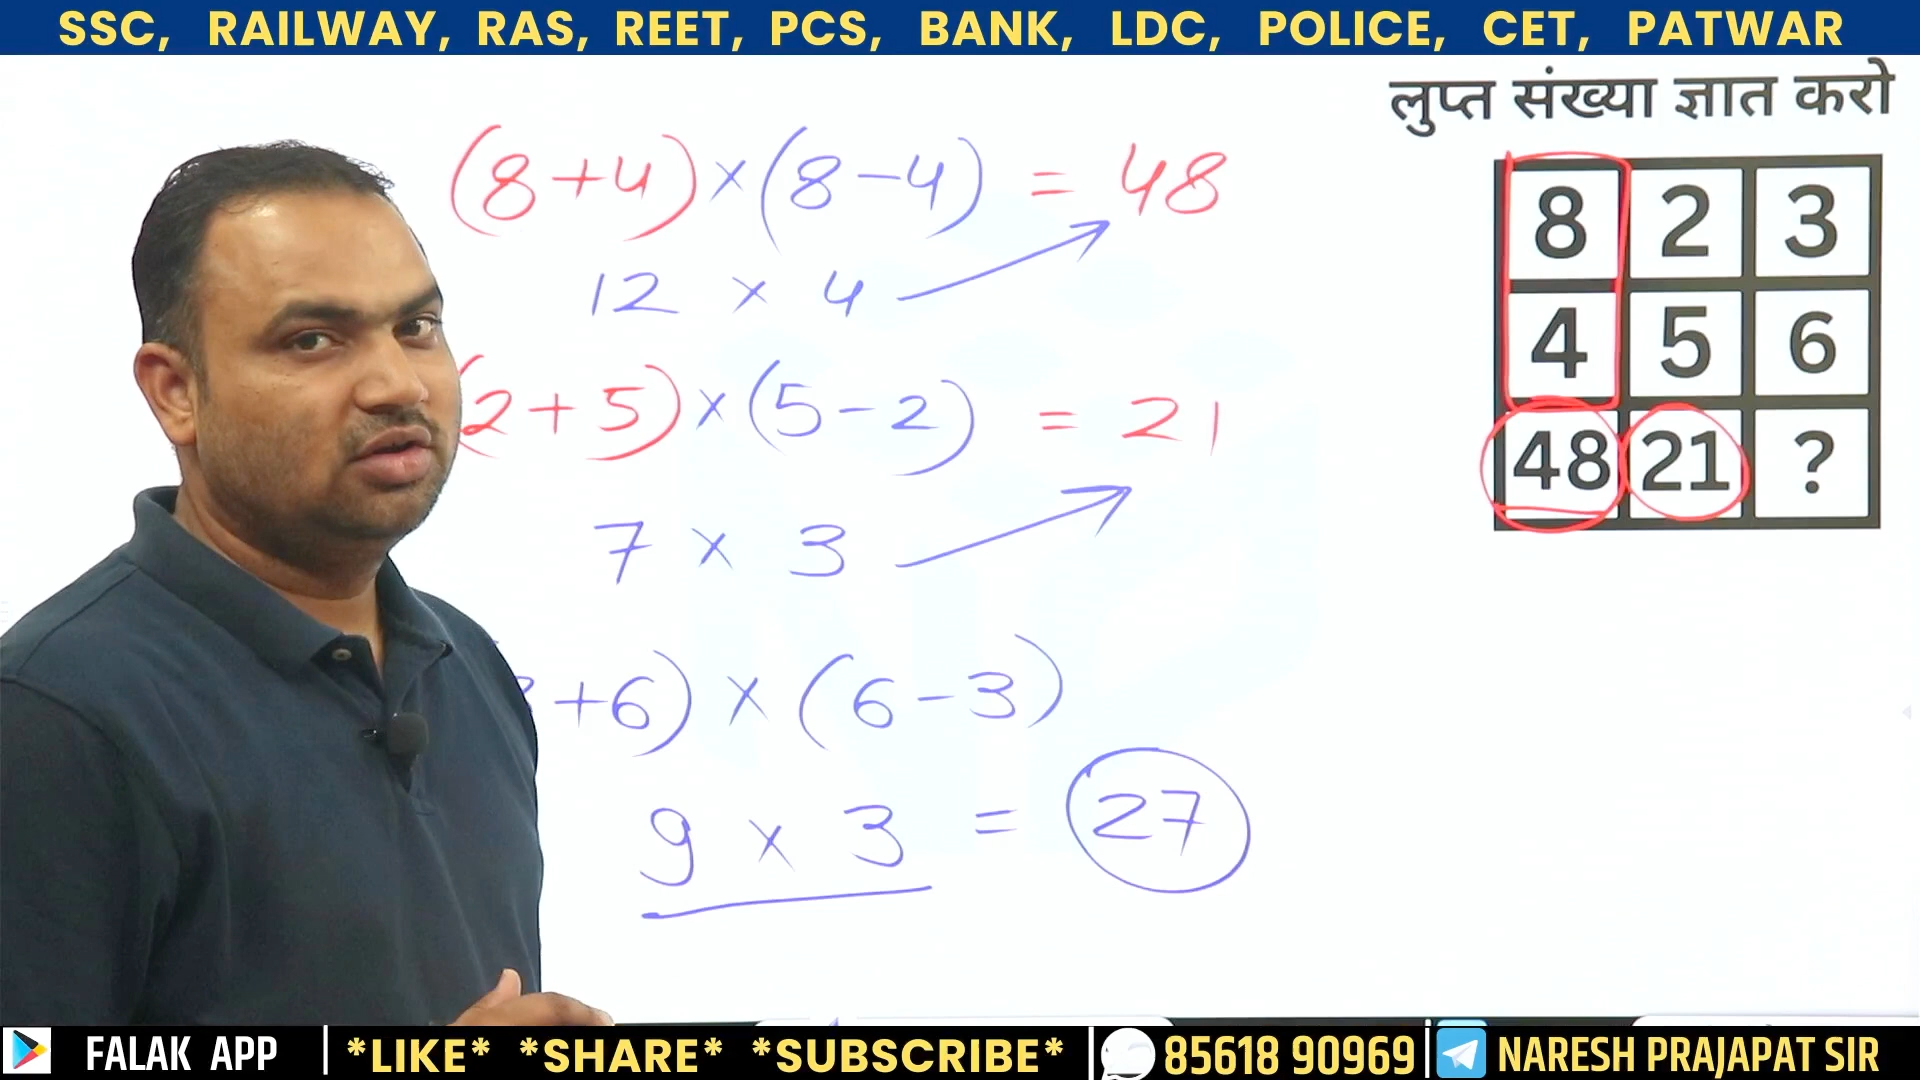 SSC, RAILWAY, RAS, REET, PCS, BANK, LDC, POLICE, CET, PATWAR
लुप्त संख्या ज्ञात करो
8 2 3
4 5 6
48 21 ?
(8+4)×(8-4) = 48
12 × 4
(2+5)×(5-2) = 21
7 × 3
+6) × (6-3)
9 × 3 = 27
FALAK APP *LIKE* *SHARE* *SUBSCRIBE* 85618 90969 NARESH PRAJAPAT SIR